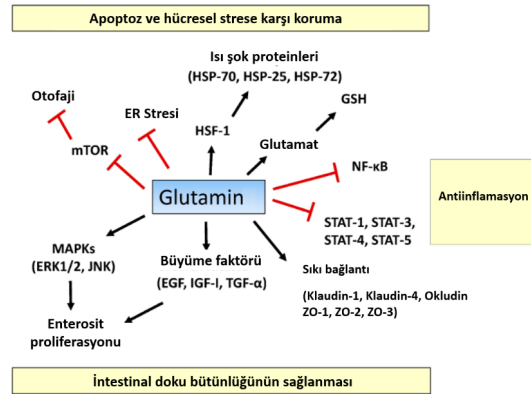 Apoptoz ve hücresel strese karşı koruma
Isı şok proteinleri
(HSP-70, HSP-25, HSP-72)
Otofaji
ER Stresi
GSH
HSF-1
mTOR
Glutamat
NF-κB
Glutamin
Antiinflamasyon
STAT-1, STAT-3,
STAT-4, STAT-5
MAPKs
(ERK1/2, JNK)
Büyüme faktörü
(EGF, IGF-I, TGF-α)
Sıkı bağlantı
(Klaudin-1, Klaudin-4, Okludin
ZO-1, ZO-2, ZO-3)
Enterosit
proliferasyonu
İntestinal doku bütünlüğünün sağlanması